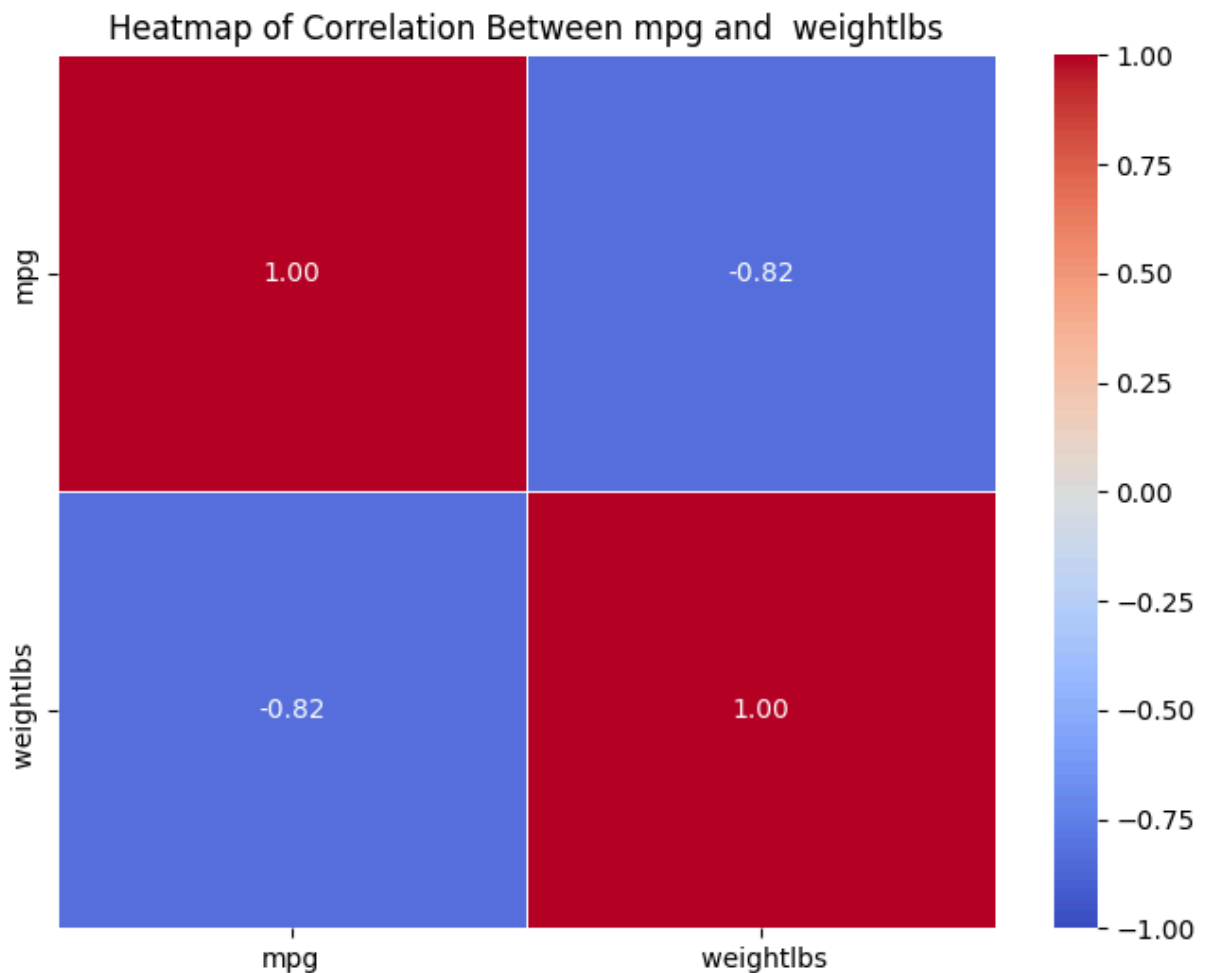 Heatmap of Correlation Between mpg and  weightlbs
mpg
1.00
-0.82
weightlbs
-0.82
1.00
mpg
weightlbs
1.00
0.75
0.50
0.25
0.00
−0.25
−0.50
−0.75
−1.00